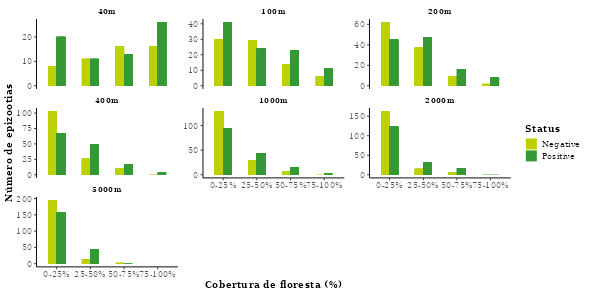 40m 100m 200m
20
10
0
40
30
20
10
0
60
40
20
0
400m 1000m 2000m
100
75
50
25
0
100
50
0
150
100
50
0
0-25% 25-50% 50-75% 75-100%
0-25% 25-50% 50-75% 75-100%
5000m
200
150
100
50
0
0-25% 25-50% 50-75% 75-100%
Número de epizootias
Cobertura de floresta (%)
Status
Negative
Positive